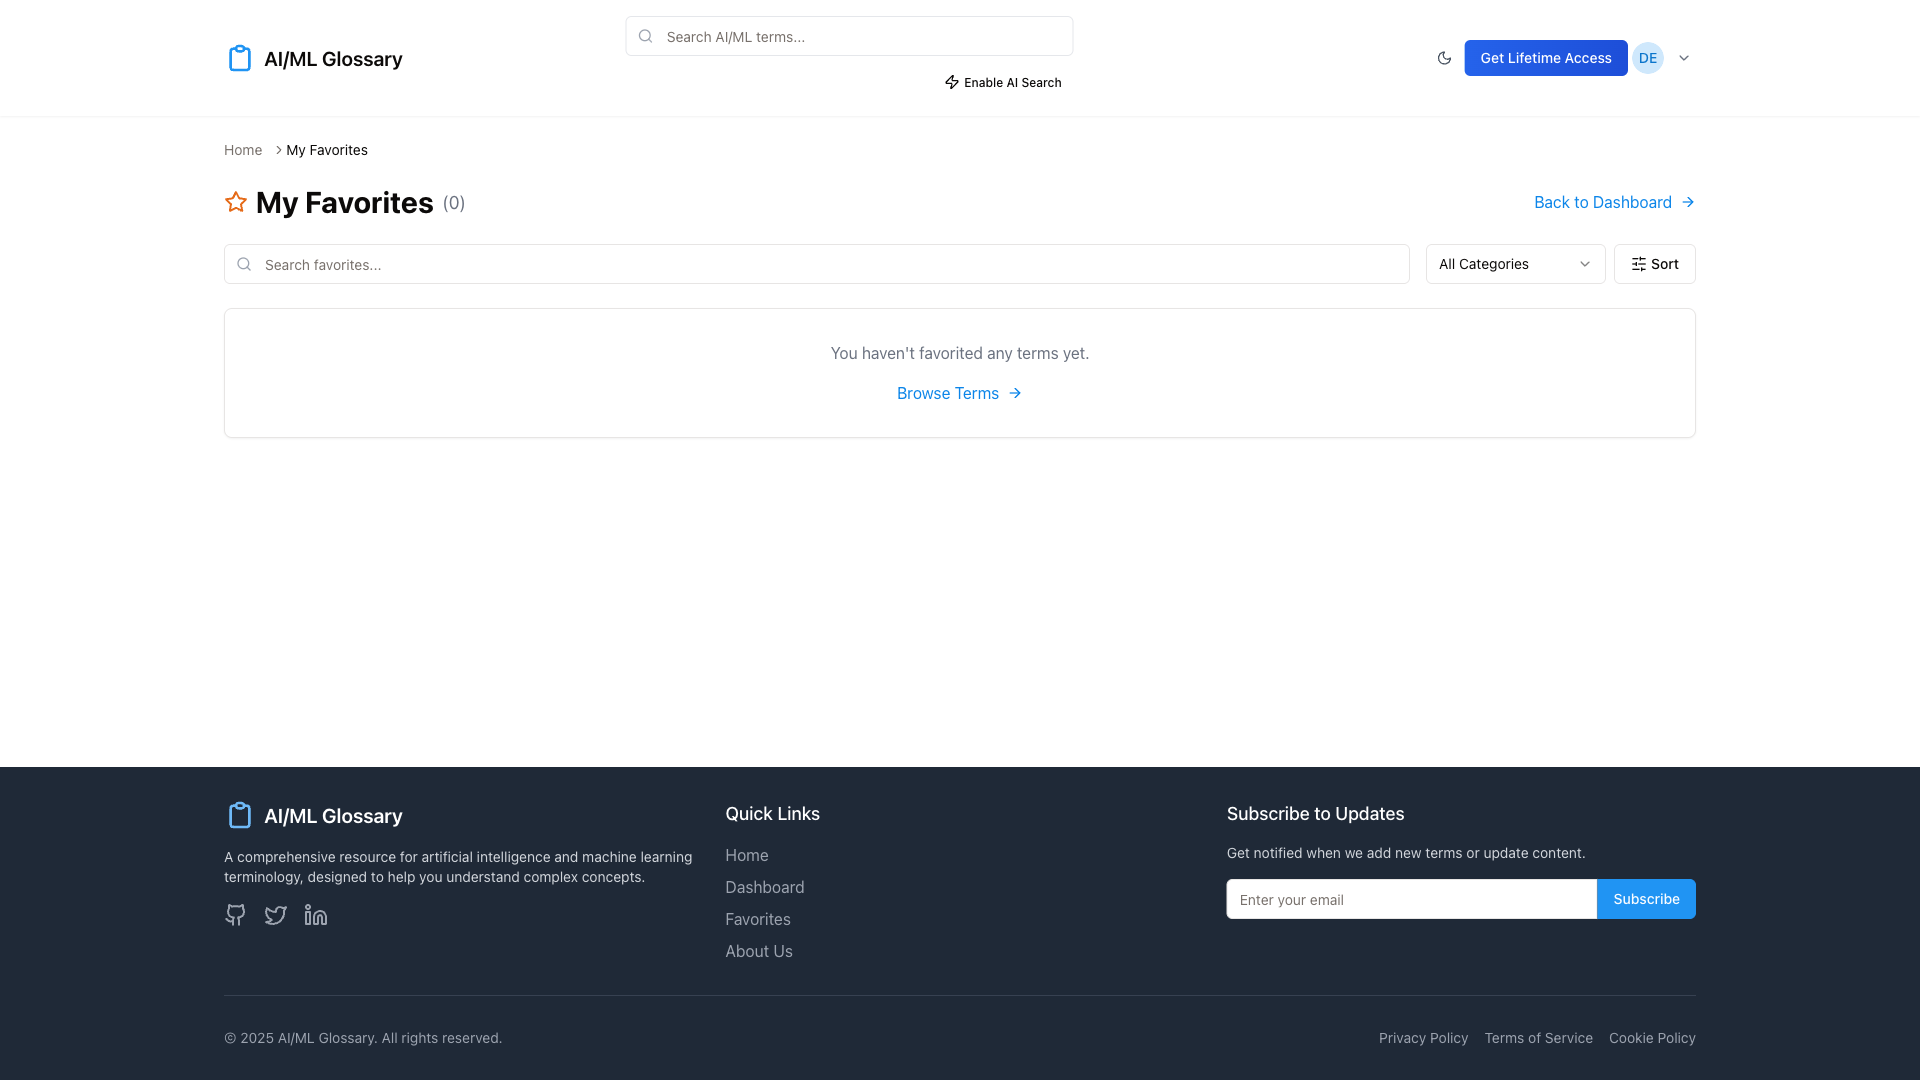 AI/ML Glossary
Search AI/ML terms...
Enable AI Search
Get Lifetime Access
DE
Home
My Favorites
My Favorites (0)
Back to Dashboard
Search favorites...
All Categories
Sort
You haven't favorited any terms yet.
Browse Terms
AI/ML Glossary
A comprehensive resource for artificial intelligence and machine learning
terminology, designed to help you understand complex concepts.
Quick Links
Home
Dashboard
Favorites
About Us
Subscribe to Updates
Get notified when we add new terms or update content.
Enter your email
Subscribe
© 2025 AI/ML Glossary. All rights reserved.
Privacy Policy
Terms of Service
Cookie Policy